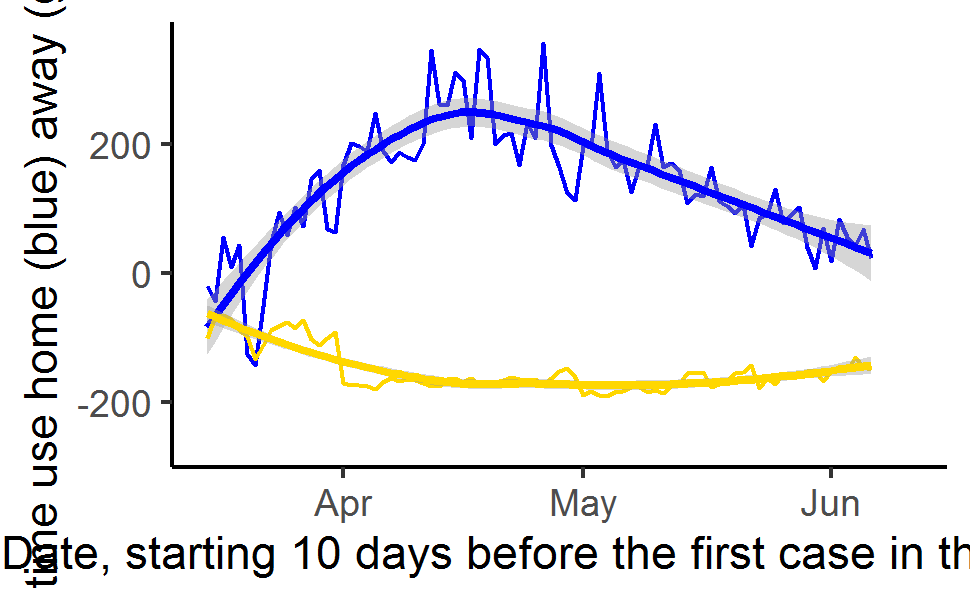 time use home (blue) away (
200
0
-200
Apr May Jun
Date, starting 10 days before the first case in th